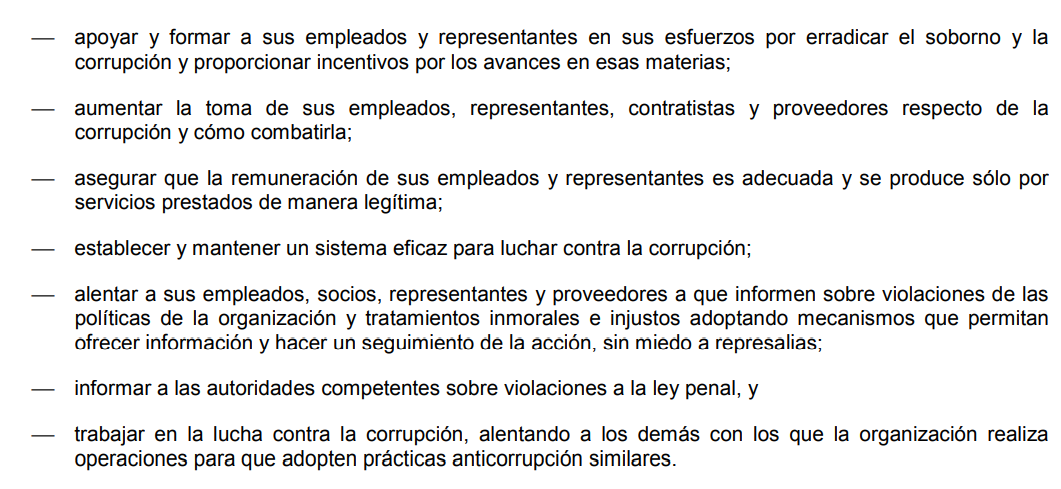 — apoyar y formar a sus empleados y representantes en sus esfuerzos por erradicar el soborno y la
corrupción y proporcionar incentivos por los avances en esas materias;
— aumentar la toma de sus empleados, representantes, contratistas y proveedores respecto de la
corrupción y cómo combatirla;
— asegurar que la remuneración de sus empleados y representantes es adecuada y se produce sólo por
servicios prestados de manera legítima;
— establecer y mantener un sistema eficaz para luchar contra la corrupción;
— alentar a sus empleados, socios, representantes y proveedores a que informen sobre violaciones de las
políticas de la organización y tratamientos inmorales e injustos adoptando mecanismos que permitan
ofrecer información y hacer un seguimiento de la acción, sin miedo a represalias;
— informar a las autoridades competentes sobre violaciones a la ley penal, y
— trabajar en la lucha contra la corrupción, alentando a los demás con los que la organización realiza
operaciones para que adopten prácticas anticorrupción similares.